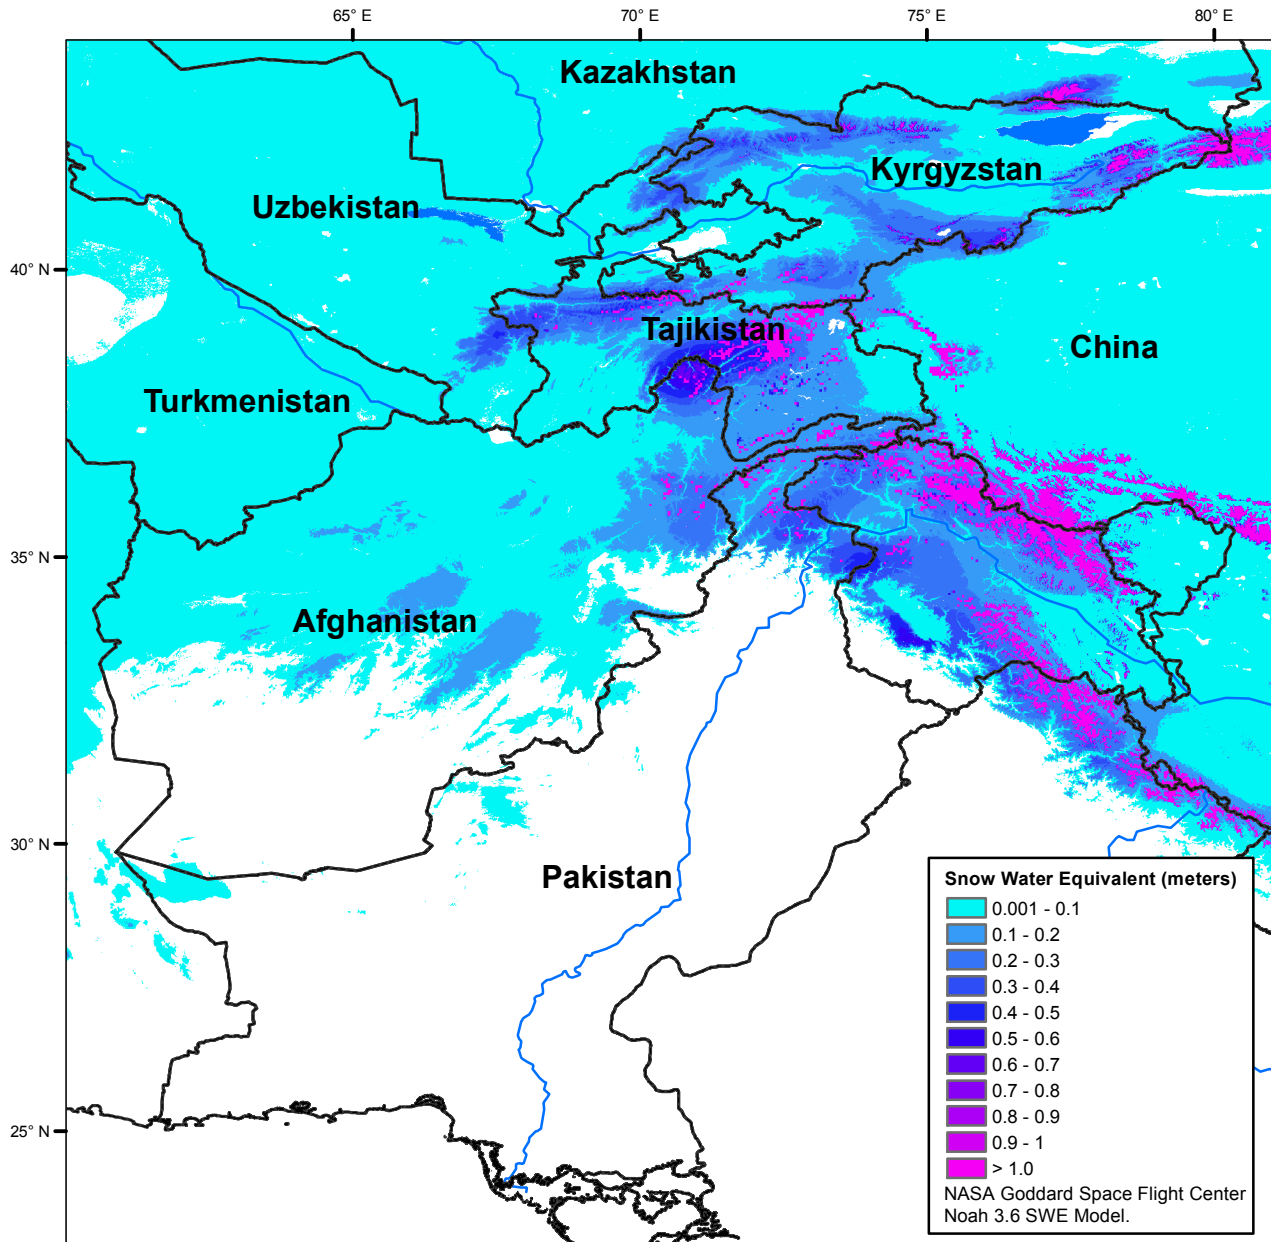 65° E
70° E
75° E
80° E
Kazakhstan
Kyrgyzstan
Uzbekistan
40° N
Tajikistan
China
Turkmenistan
35° N
Afghanistan
30° N
Pakistan
25° N
Snow Water Equivalent (meters)
0.001 - 0.1
0.1 - 0.2
0.2 - 0.3
0.3 - 0.4
0.4 - 0.5
0.5 - 0.6
0.6 - 0.7
0.7 - 0.8
0.8 - 0.9
0.9 - 1
> 1.0
NASA Goddard Space Flight Center
Noah 3.6 SWE Model.